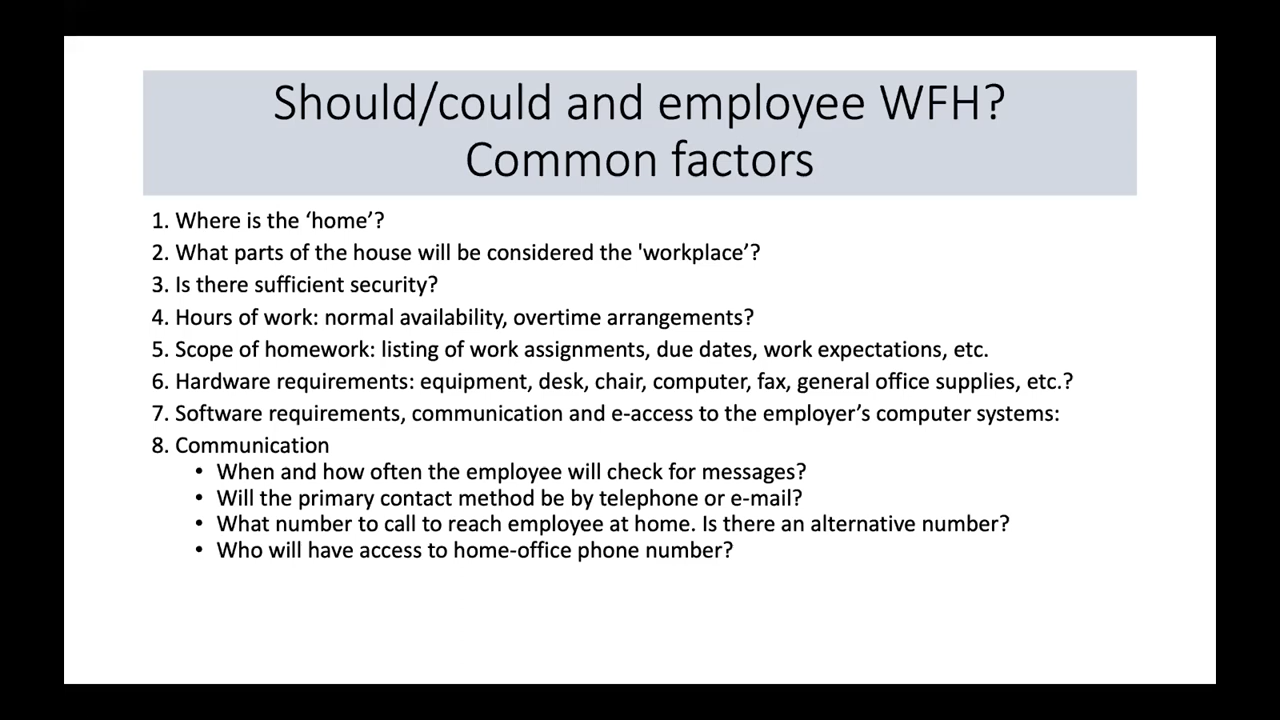 Should/could and employee WFH?
Common factors
1. Where is the ‘home’?
2. What parts of the house will be considered the 'workplace’?
3. Is there sufficient security?
4. Hours of work: normal availability, overtime arrangements?
5. Scope of homework: listing of work assignments, due dates, work expectations, etc.
6. Hardware requirements: equipment, desk, chair, computer, fax, general office supplies, etc.?
7. Software requirements, communication and e-access to the employer’s computer systems:
8. Communication
• When and how often the employee will check for messages?
• Will the primary contact method be by telephone or e-mail?
• What number to call to reach employee at home. Is there an alternative number?
• Who will have access to home-office phone number?